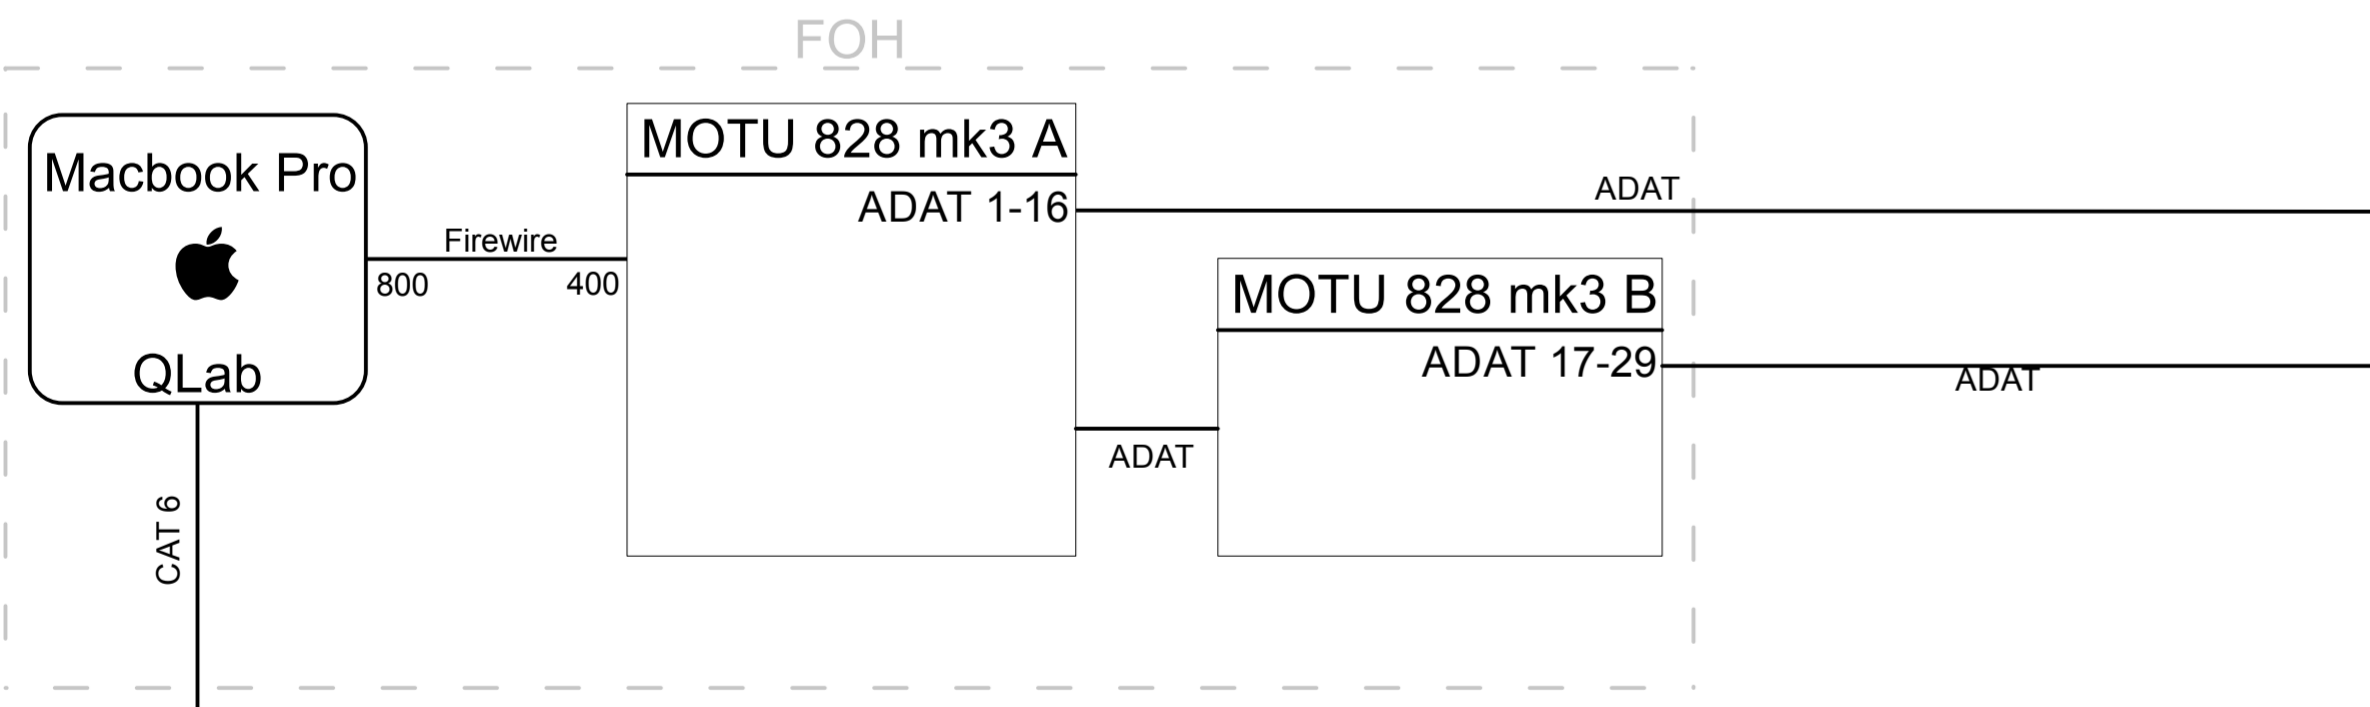 FOH
Macbook Pro
QLab
Firewire
800
400
MOTU 828 mk3 A
ADAT 1-16
ADAT
MOTU 828 mk3 B
ADAT 17-29
ADAT
ADAT
CAT 6